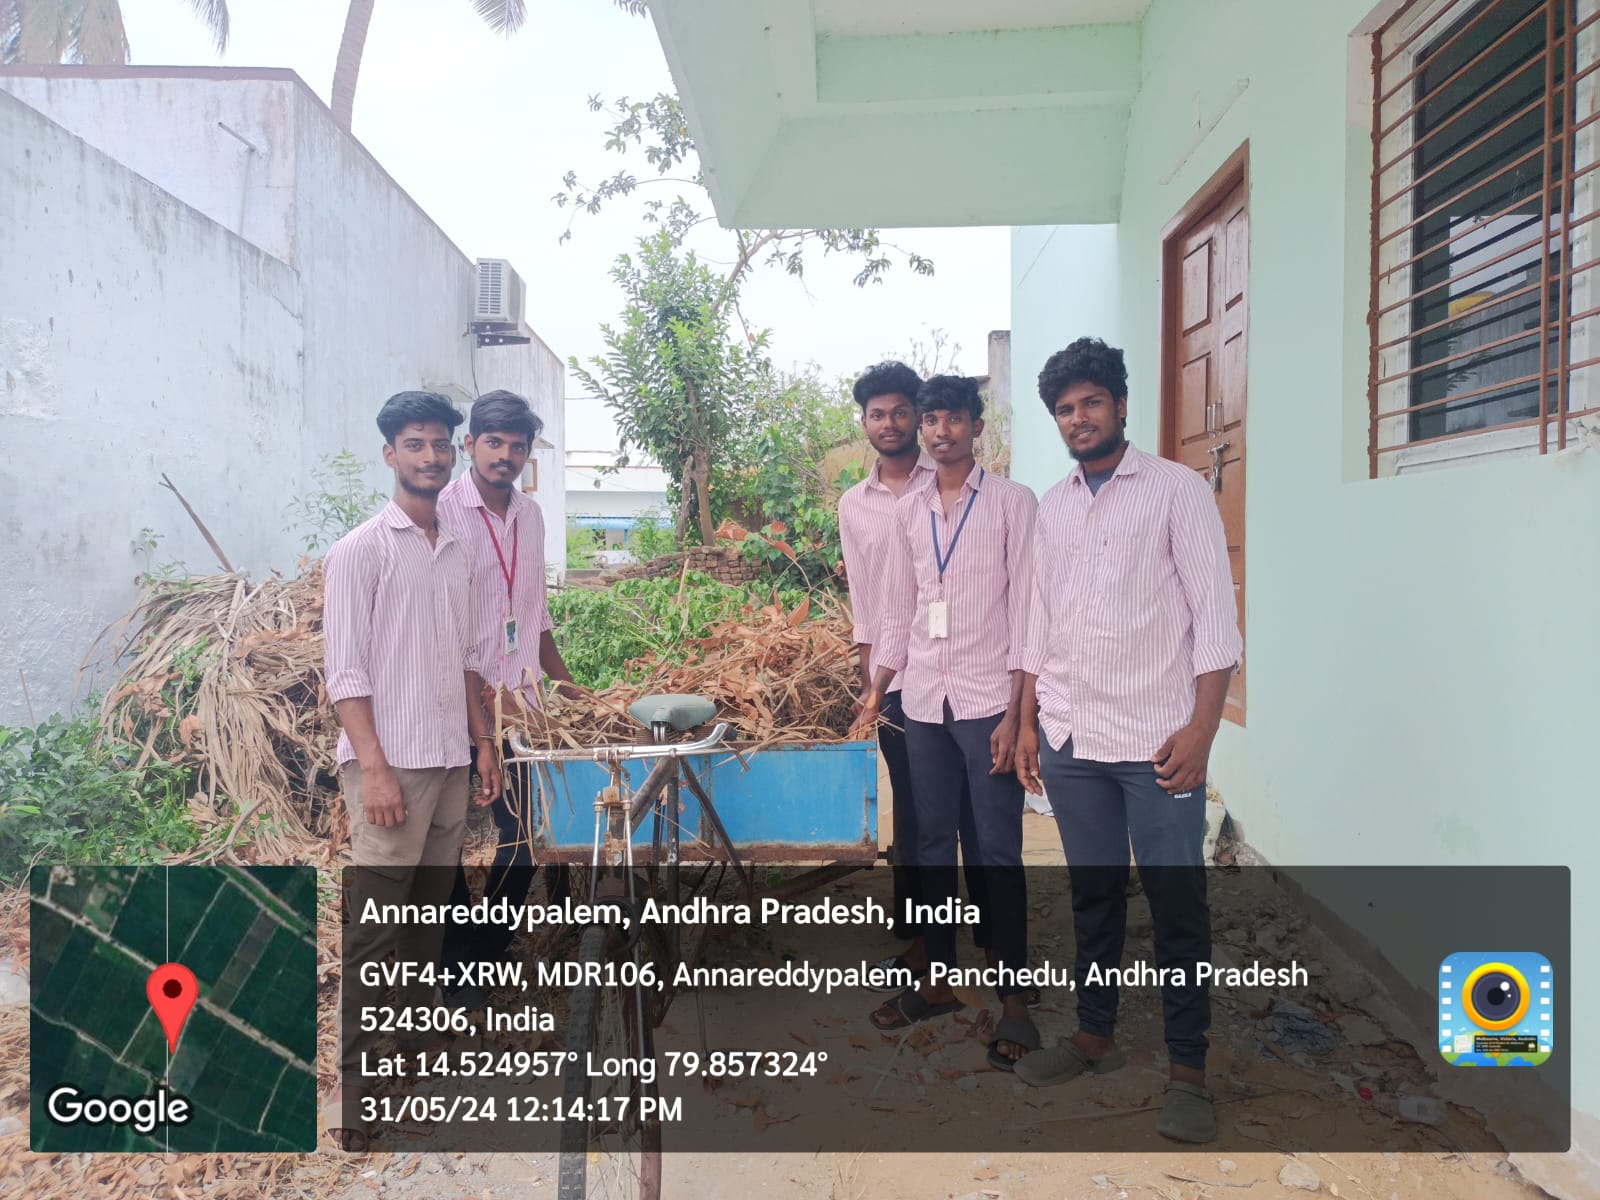 Annareddypalem, Andhra Pradesh, India
GVF4+XRW, MDR106, Annareddypalem, Panchedu, Andhra Pradesh
524306, India
Lat 14.524957° Long 79.857324°
31/05/24 12:14:17 PM
Google